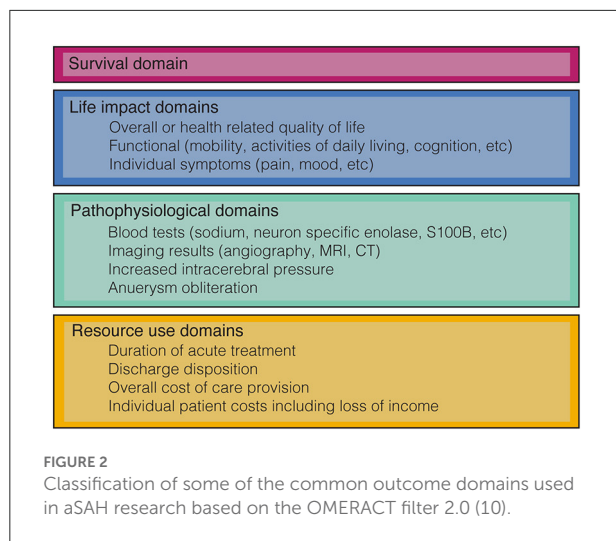 Survival domain
Life impact domains
Overall or health related quality of life
Functional (mobility, activities of daily living, cognition, etc)
Individual symptoms (pain, mood, etc)
Pathophysiological domains
Blood tests (sodium, neuron specific enolase, S100B, etc)
Imaging results (angiography, MRI, CT)
Increased intracerebral pressure
Anuerysm obliteration
Resource use domains
Duration of acute treatment
Discharge disposition
Overall cost of care provision
Individual patient costs including loss of income
FIGURE 2
Classification of some of the common outcome domains used
in aSAH research based on the OMERACT filter 2.0 (10).